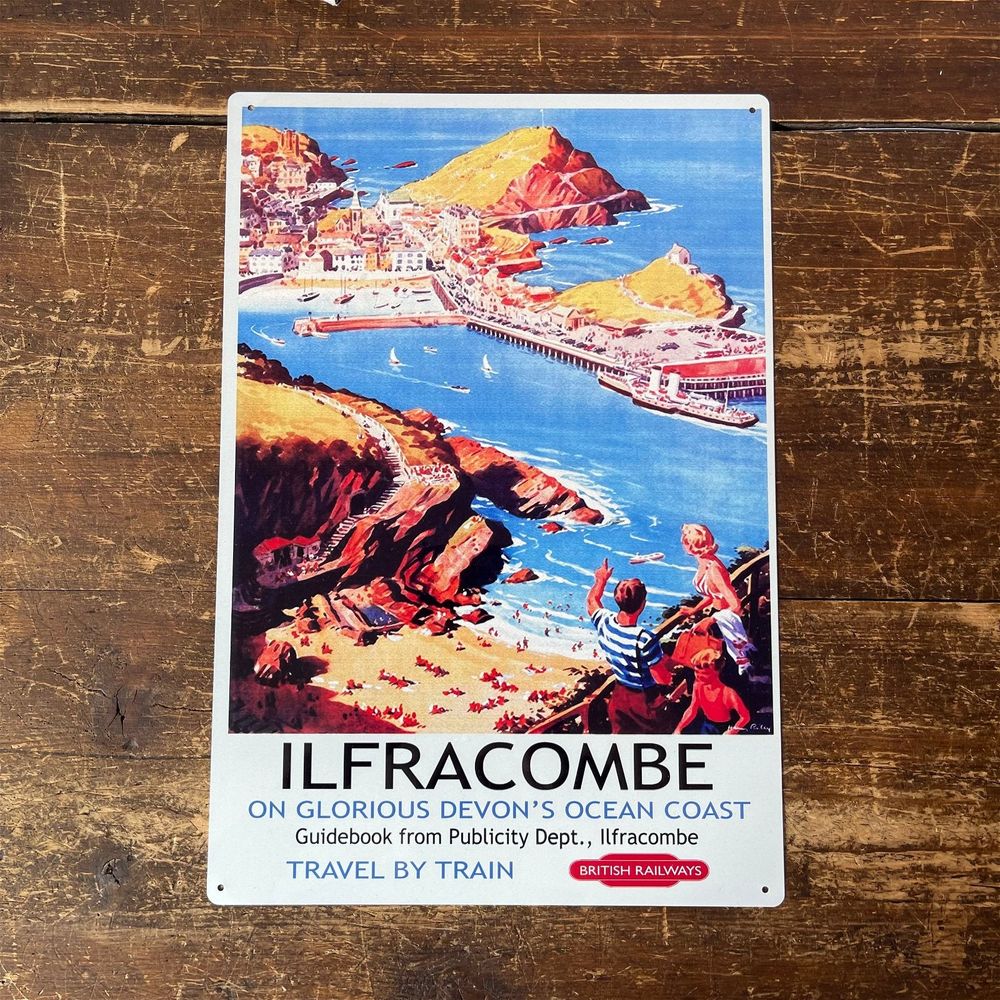 ILFRACOMBE
ON GLORIOUS DEVON'S OCEAN COAST
Guidebook from Publicity Dept., Ilfracombe
TRAVEL BY TRAIN
BRITISH RAILWAYS